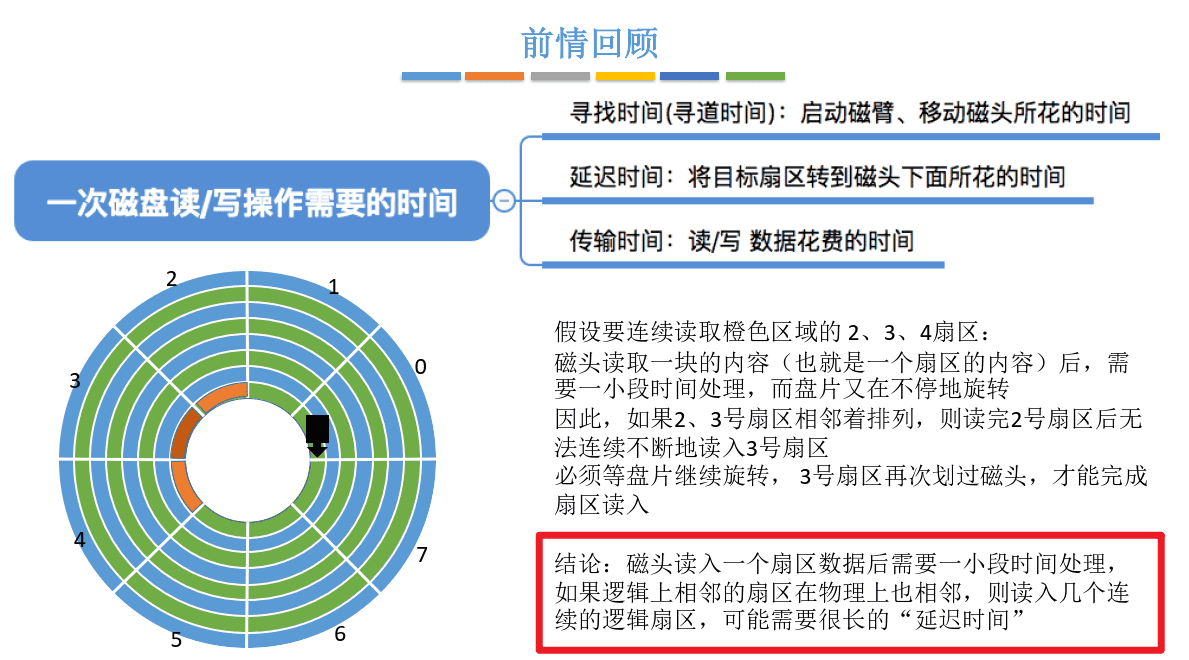 前情回顾
寻找时间(寻道时间)：启动磁臂、移动磁头所花的时间
一次磁盘读/写操作需要的时间
延迟时间：将目标扇区转到磁头下面所花的时间
传输时间：读/写 数据花费的时间
2
1
3
0
4
7
5
6
假设要连续读取橙色区域的 2、3、4扇区：
磁头读取一块的内容（也就是一个扇区的内容）后，需
要一小段时间处理，而盘片又在不停地旋转
因此，如果2、3号扇区相邻着排列，则读完2号扇区后无
法连续不断地读入3号扇区
必须等盘片继续旋转， 3号扇区再次划过磁头，才能完成
扇区读入
结论：磁头读入一个扇区数据后需要一小段时间处理，
如果逻辑上相邻的扇区在物理上也相邻，则读入几个连
续的逻辑扇区，可能需要很长的“延迟时间”